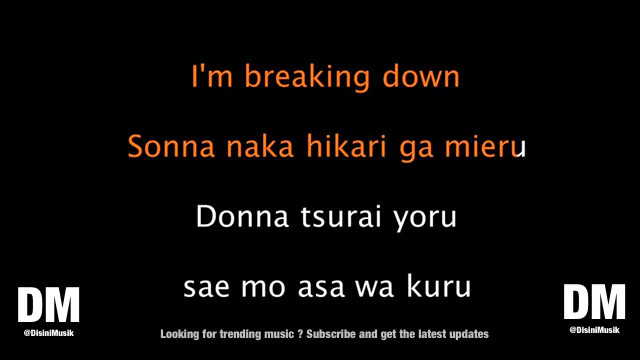 I'm breaking down
Sonna naka hikari ga mieru
Donna tsurai yoru
sae mo asa wa kuru
DM
@DisiniMusik
Looking for trending music ? Subscribe and get the latest updates
DM
@DisiniMusik